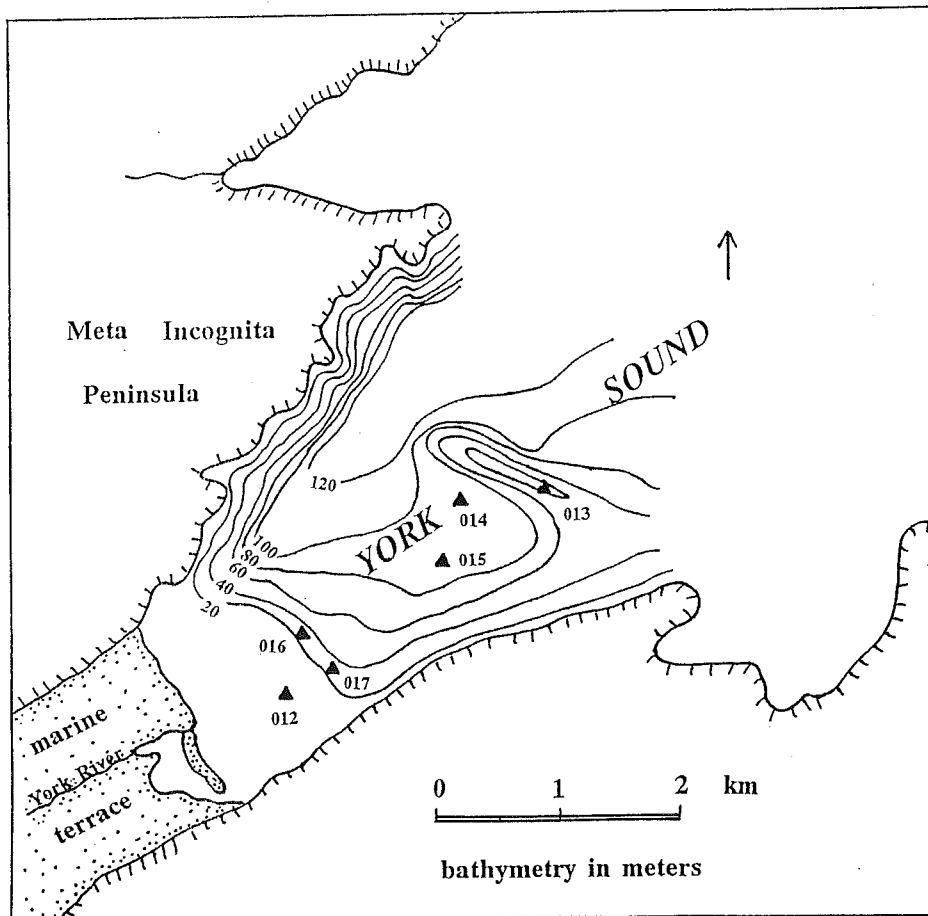 Meta Incognita
Peninsula
SOUND
YORK
120
100
80
60
40
20
014
013
015
016
017
012
marine
York River
terrace
0 1 2 km
bathymetry in meters